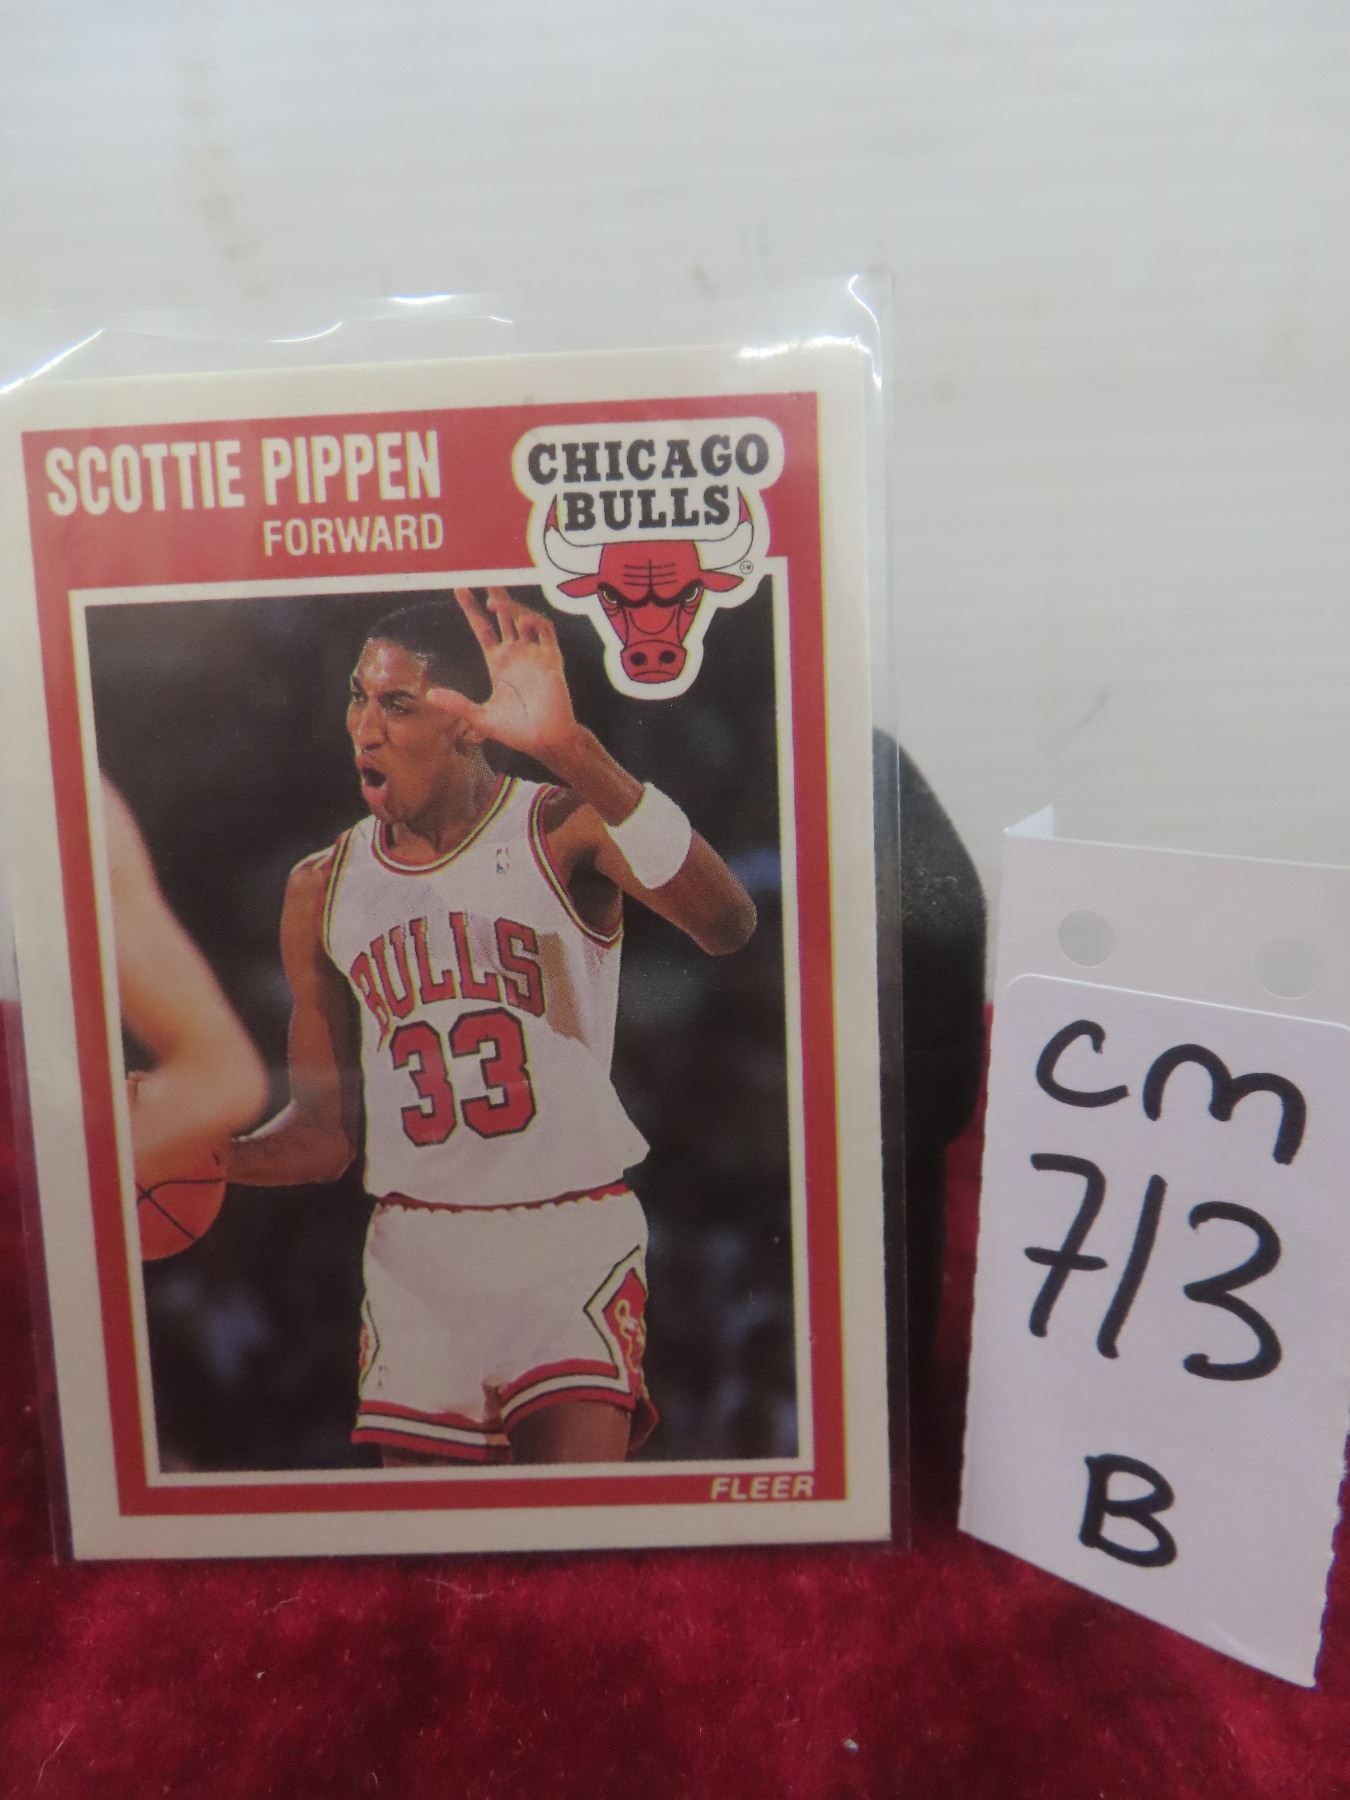 SCOTTIE PIPPEN
FORWARD
CHICAGO
BULLS
BULLS
33
FLEER
CM
713
B